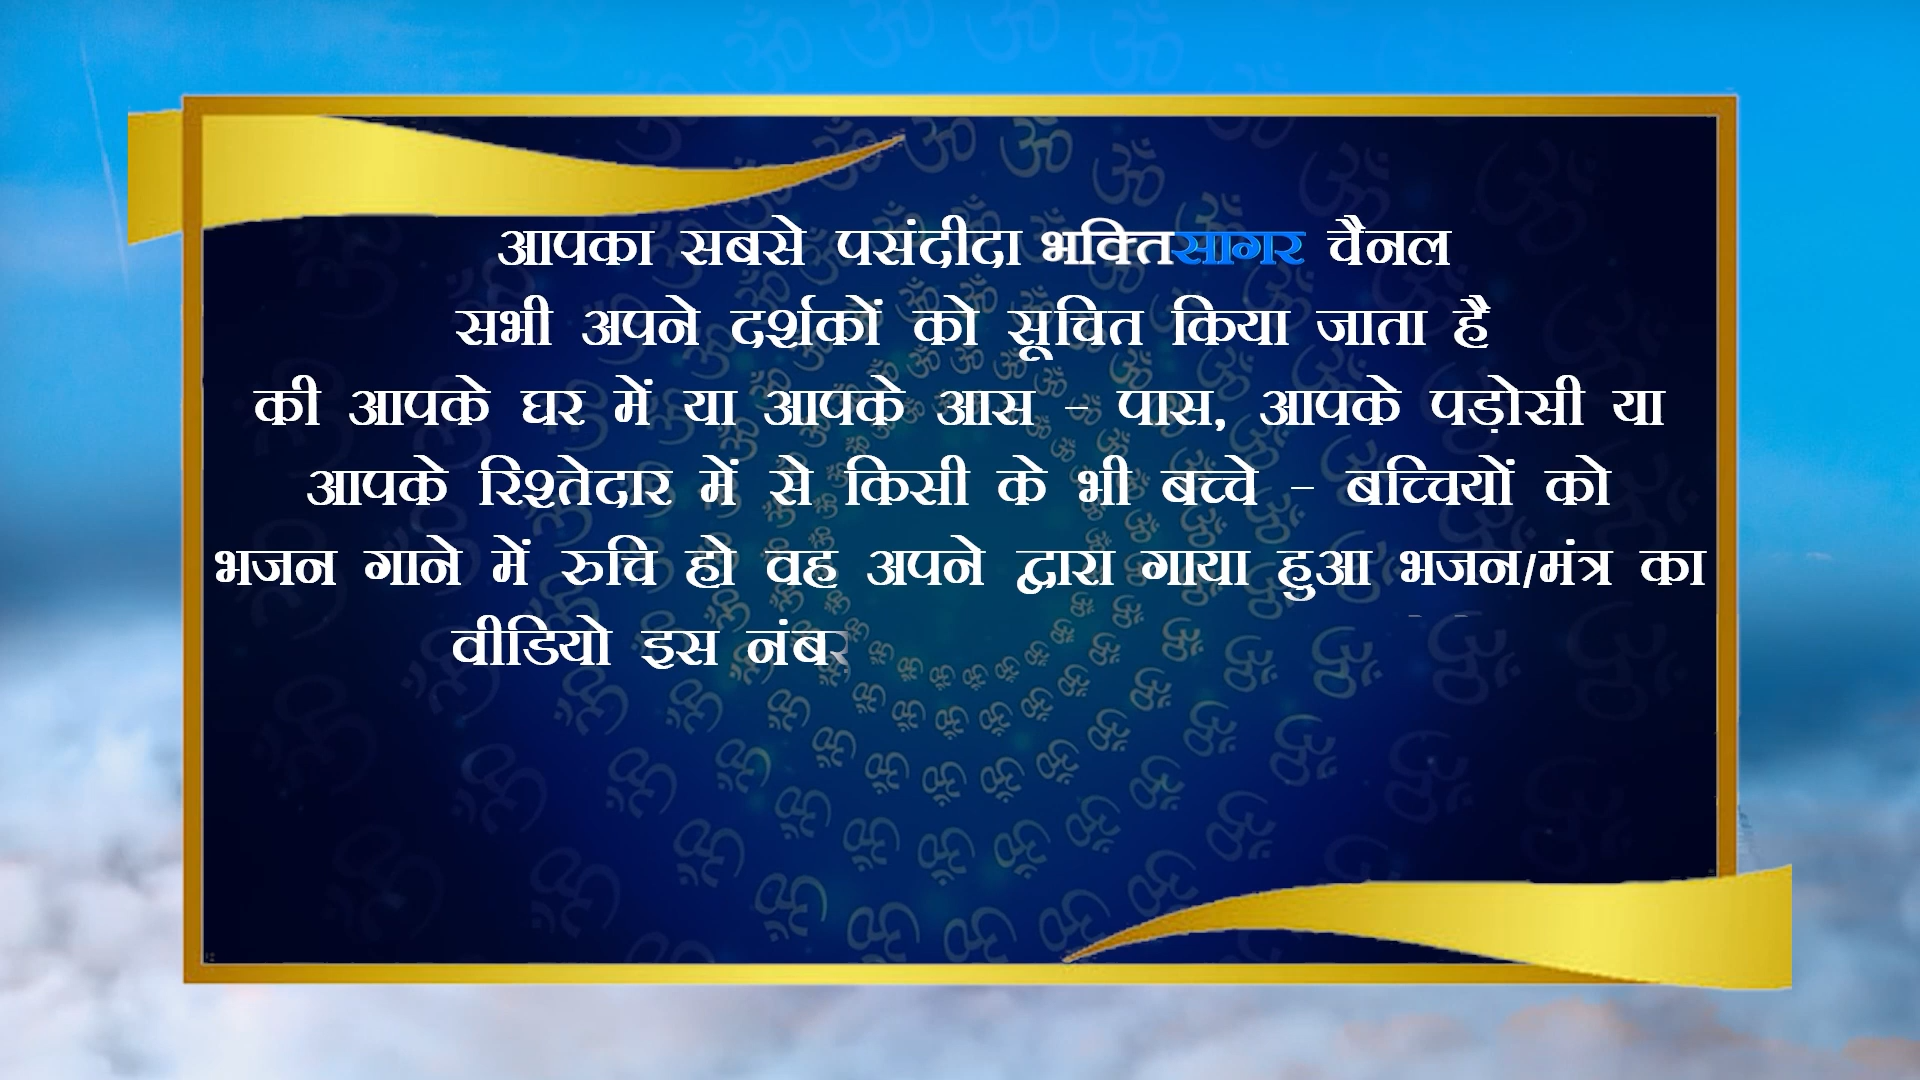 आपका सबसे पसंदीदा भक्तिसागर चैनल
सभी अपने दर्शकों को सूचित किया जाता है
की आपके घर में या आपके आस - पास, आपके पड़ोसी या
आपके रिश्तेदार में से किसी के भी बच्चे - बच्चियों को
भजन गाने में रुचि हो वह अपने द्वारा गाया हुआ भजन/मंत्र का
वीडियो इस नंबर